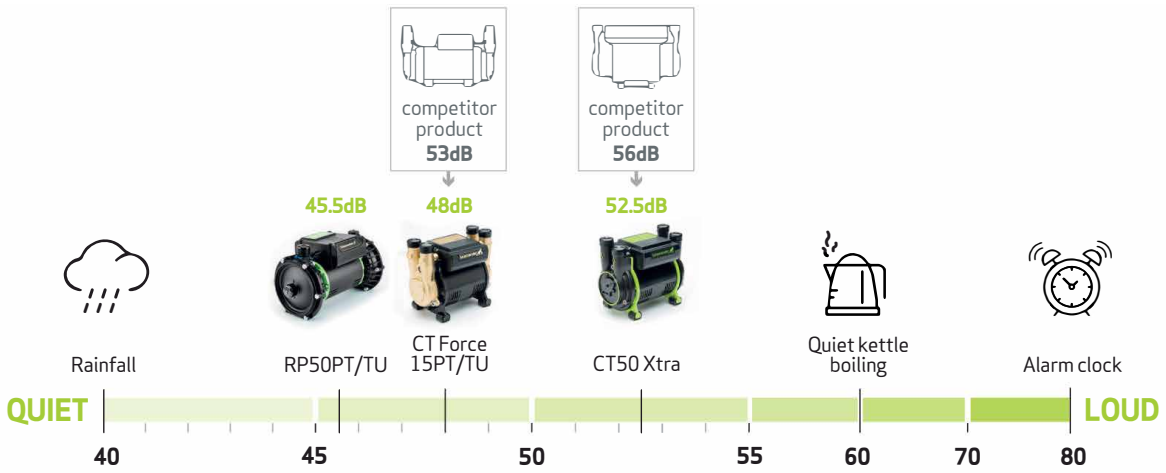 competitor
product
53dB
competitor
product
56dB
45.5dB
48dB
52.5dB
Rainfall
RP50PT/TU
CT Force
15PT/TU
CT50 Xtra
Quiet kettle
boiling
Alarm clock
QUIET
LOUD
40
45
50
55
60
70
80